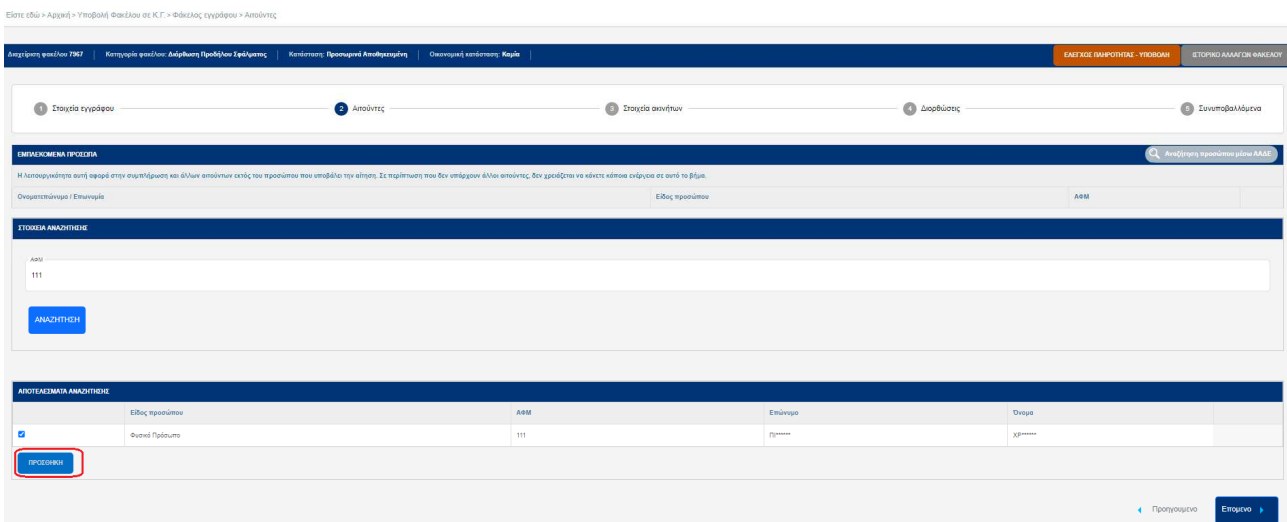 Είστε εδώ > Αρχική > Υποβολή Φακέλου σε Κ.Γ. > Φάκελος εγγράφου > Αιτούντες
Διαχείριση φακέλου 7967 | Κατηγορία φακέλου: Διόρθωση Προδήλου Σφάλματος | Κατάσταση: Προσωρινά Αποθηκευμένη | Οικονομική κατάσταση: Καμία | ΕΛΕΓΧΟΣ ΠΛΗΡΟΤΗΤΑΣ - ΥΠΟΒΟΛΗ ΙΣΤΟΡΙΚΟ ΑΛΛΑΓΩΝ ΦΑΚΕΛΟΥ
1 Στοιχεία εγγράφου 2 Αιτούντες 3 Στοιχεία ακινήτων 4 Διορθώσεις 5 Συνυποβαλλόμενα
ΕΜΠΛΕΚΟΜΕΝΑ ΠΡΟΣΩΠΑ Αναζήτηση προσώπου μέσω ΑΑΔΕ
Η λειτουργικότητα αυτή αφορά στην συμπλήρωση και άλλων αιτούντων εκτός του προσώπου που υποβάλει την αίτηση. Σε περίπτωση που δεν υπάρχουν άλλοι αιτούντες, δεν χρειάζεται να κάνετε κάποια ενέργεια σε αυτό το βήμα.
Ονοματεπώνυμο / Επωνυμία Είδος προσώπου ΑΦΜ
ΣΤΟΙΧΕΙΑ ΑΝΑΖΗΤΗΣΗΣ
ΑΦΜ
111
ΑΝΑΖΗΤΗΣΗ
ΑΠΟΤΕΛΕΣΜΑΤΑ ΑΝΑΖΗΤΗΣΗΣ
Είδος προσώπου ΑΦΜ Επώνυμο Όνομα
Φυσικό Πρόσωπο 111 ΠΙ****** ΧΡ******
ΠΡΟΣΘΗΚΗ
Προηγουμενο Επομενο